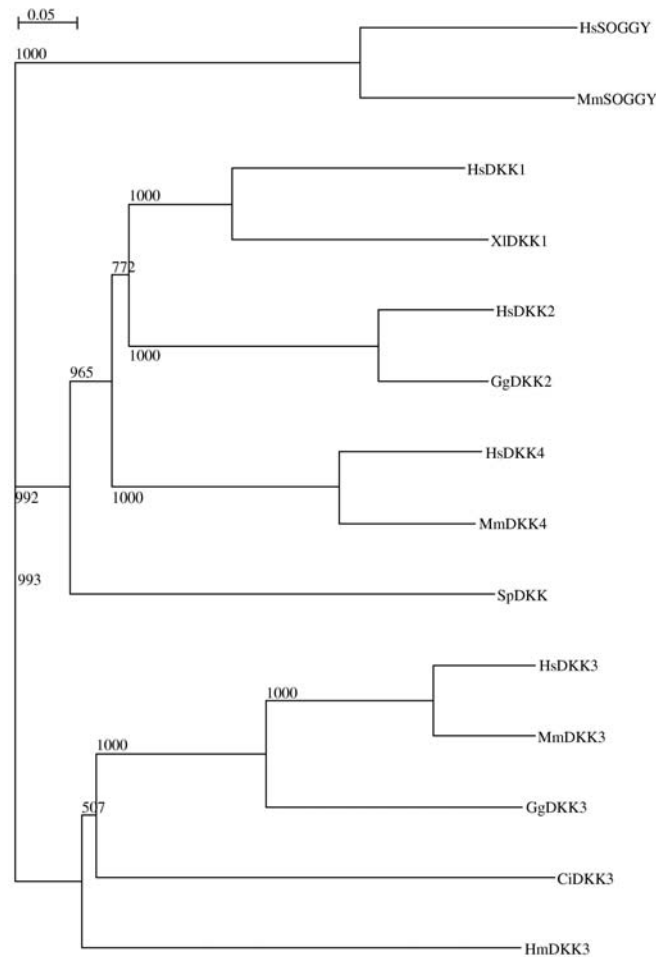 0.05
HsSOGGY
1000
MmSOGGY
HsDKK1
1000
XlDKK1
772
HsDKK2
1000
GgDKK2
965
HsDKK4
992
1000
MmDKK4
993
SpDKK
HsDKK3
1000
MmDKK3
1000
GgDKK3
507
CiDKK3
HmDKK3